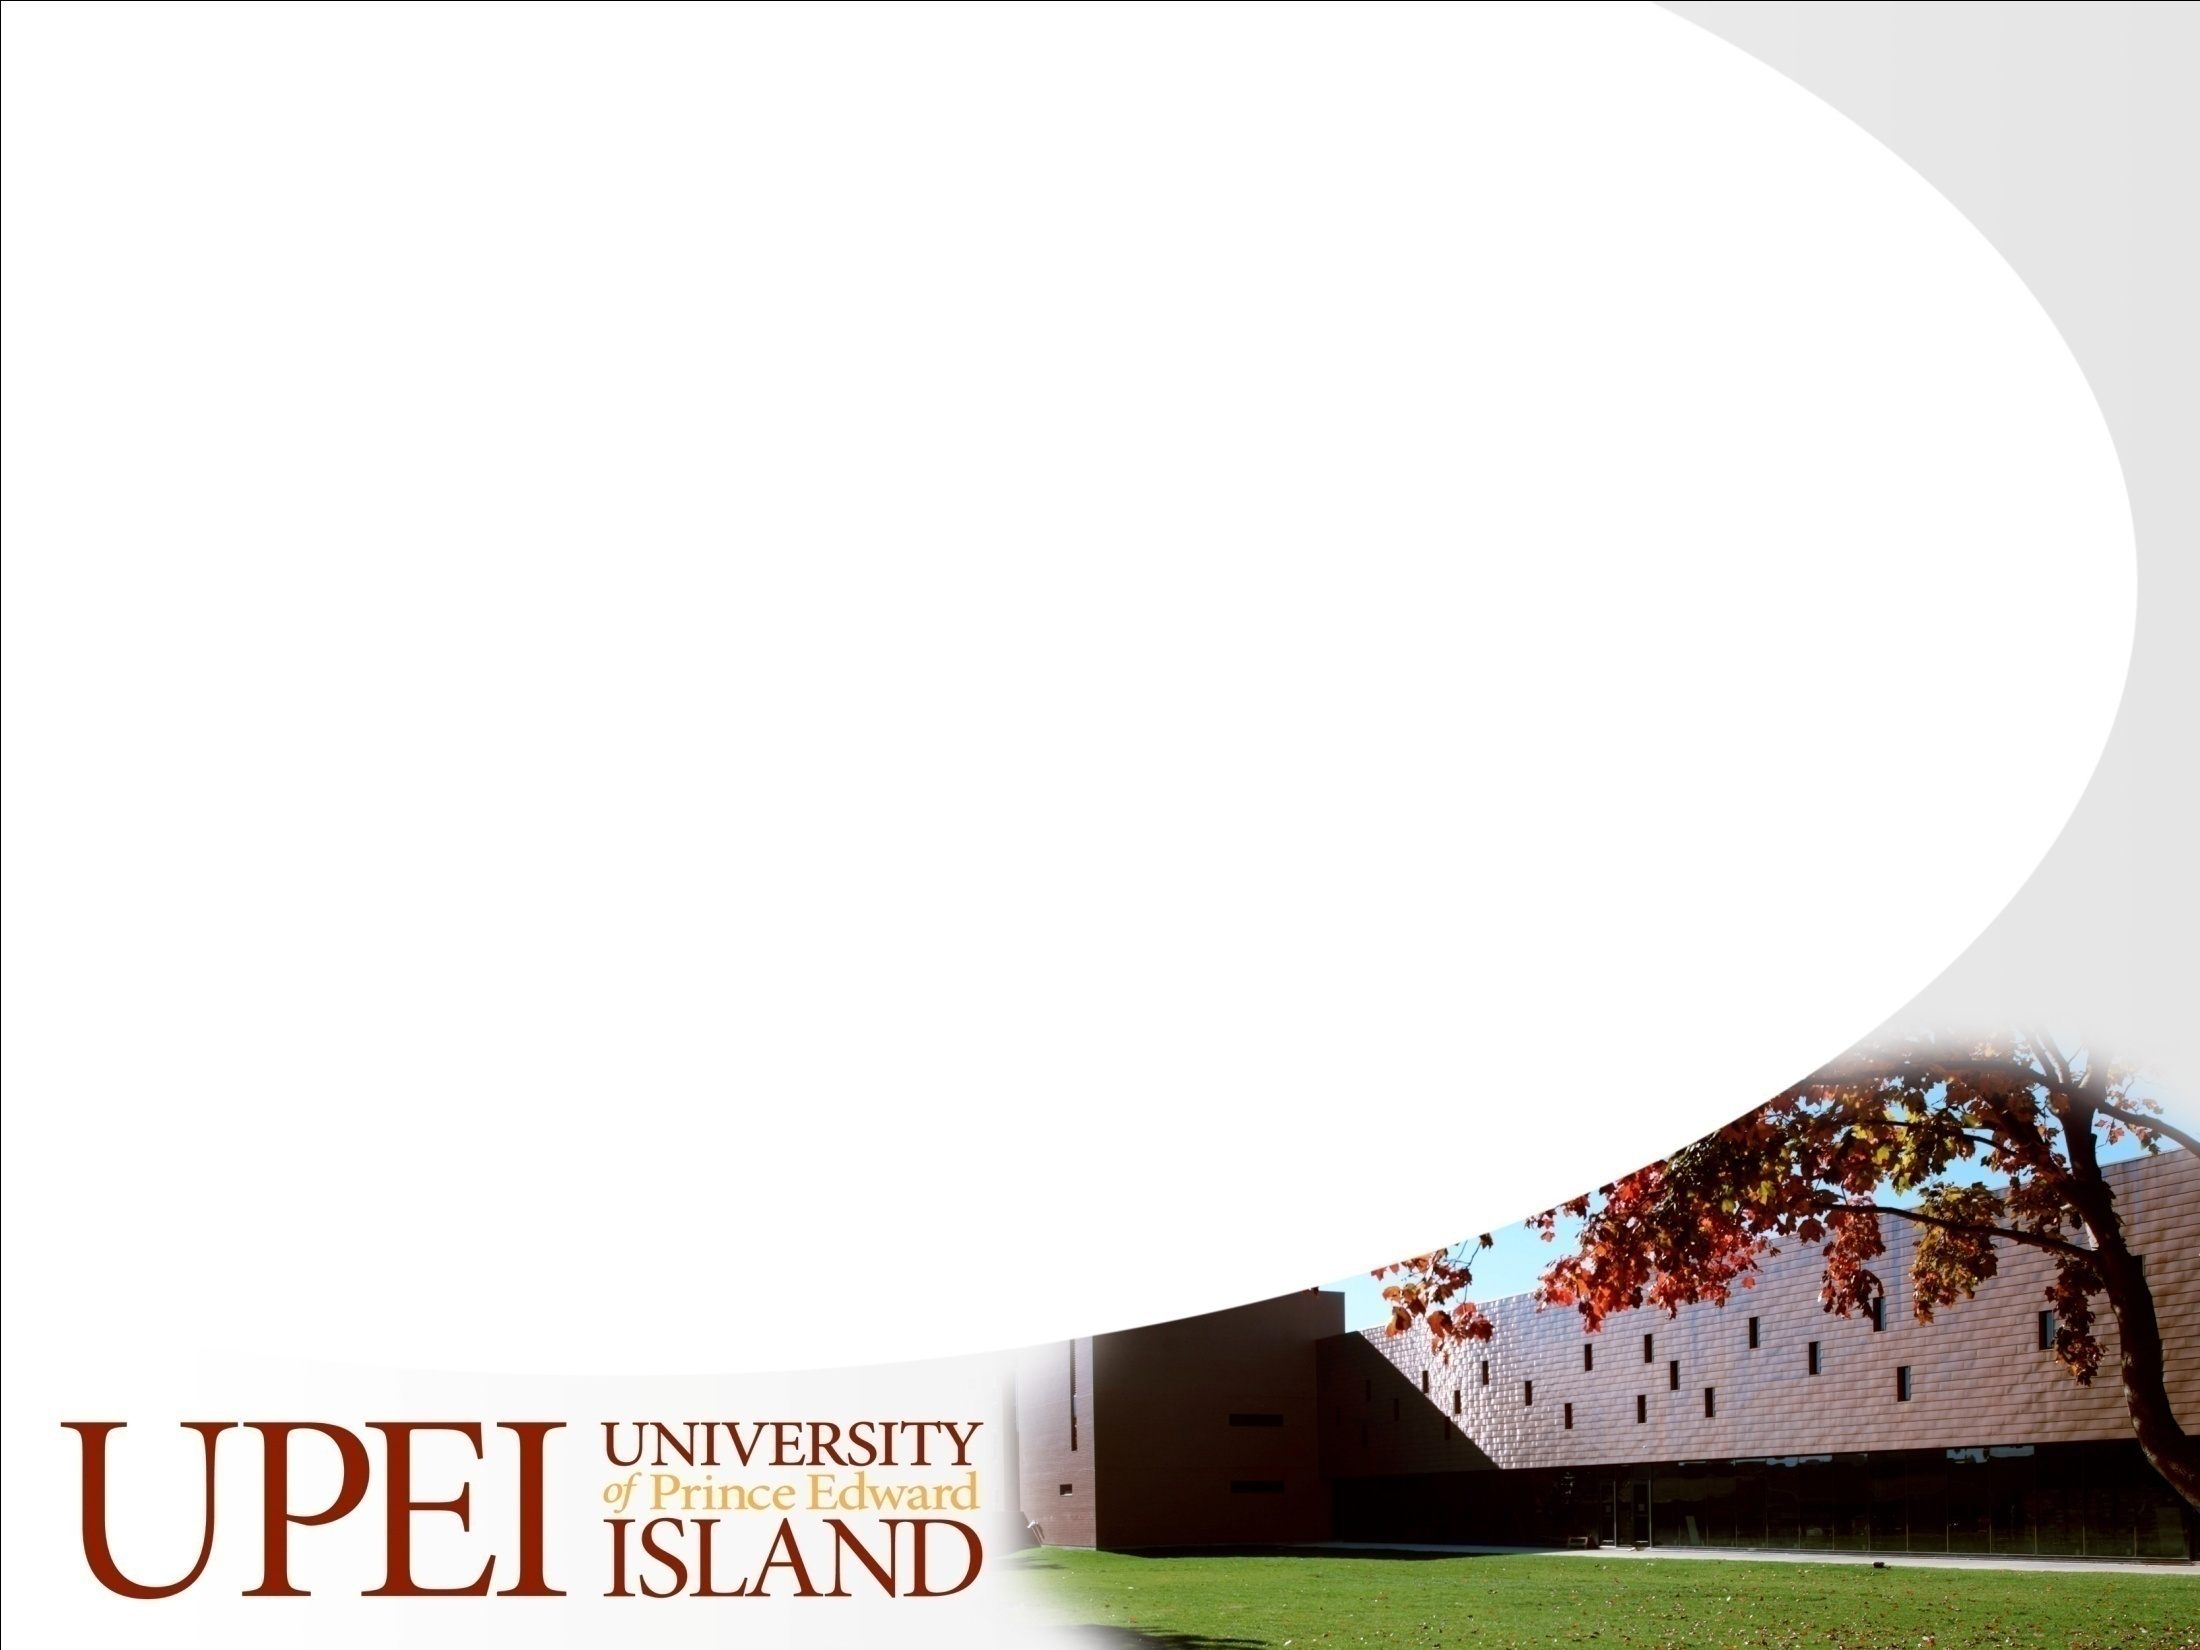 UPEI
UNIVERSITY
of Prince Edward
ISLAND